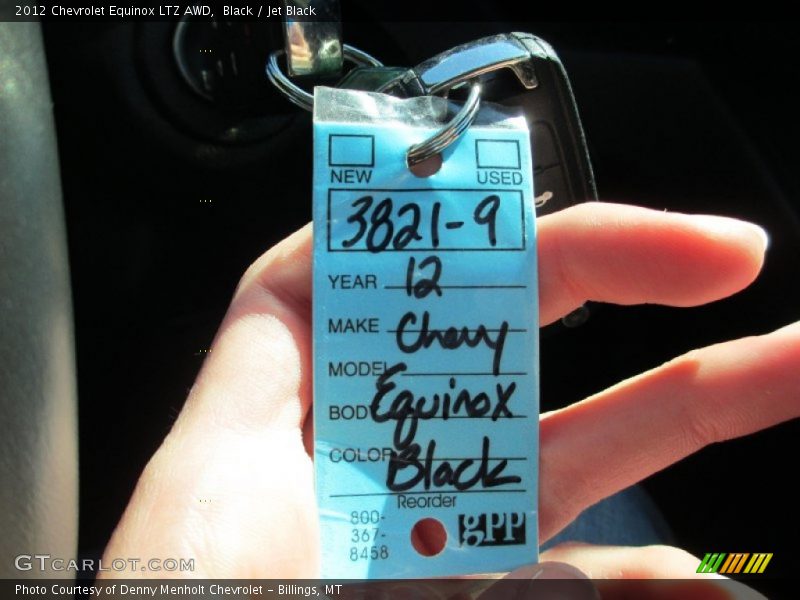 2012 Chevrolet Equinox LTZ AWD, Black / Jet Black
NEW USED
3821-9
YEAR 12
MAKE Chevy
MODEL
BODY Equinox
COLOR Black
Reorder
800-
367-
8458
gpp
GTCARLOT.COM
Photo Courtesy of Denny Menholt Chevrolet - Billings, MT